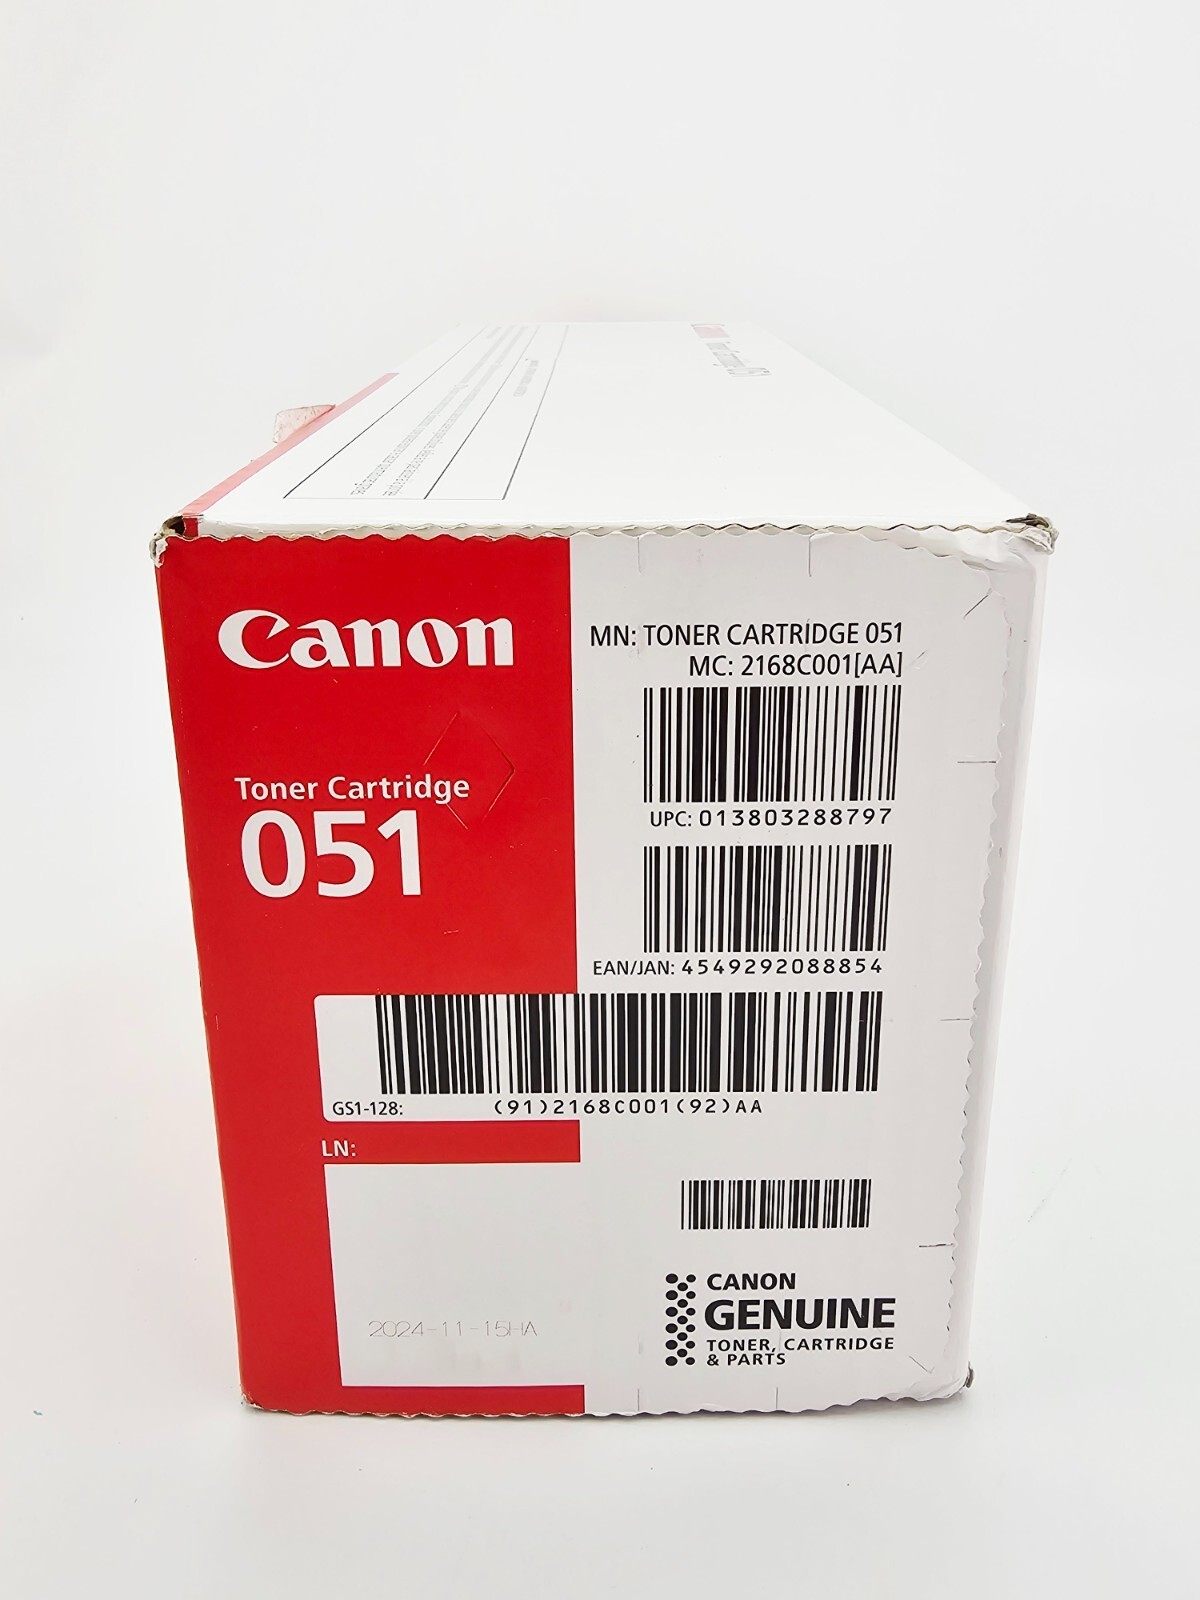 Canon
Toner Cartridge
051
MN: TONER CARTRIDGE 051
MC: 2168C001[AA]
UPC: 013803288797
EAN/JAN: 4549292088854
GS1-128: (91)2168C001(92)AA
LN:
2024-11-15HA
CANON
GENUINE
TONER, CARTRIDGE
& PARTS